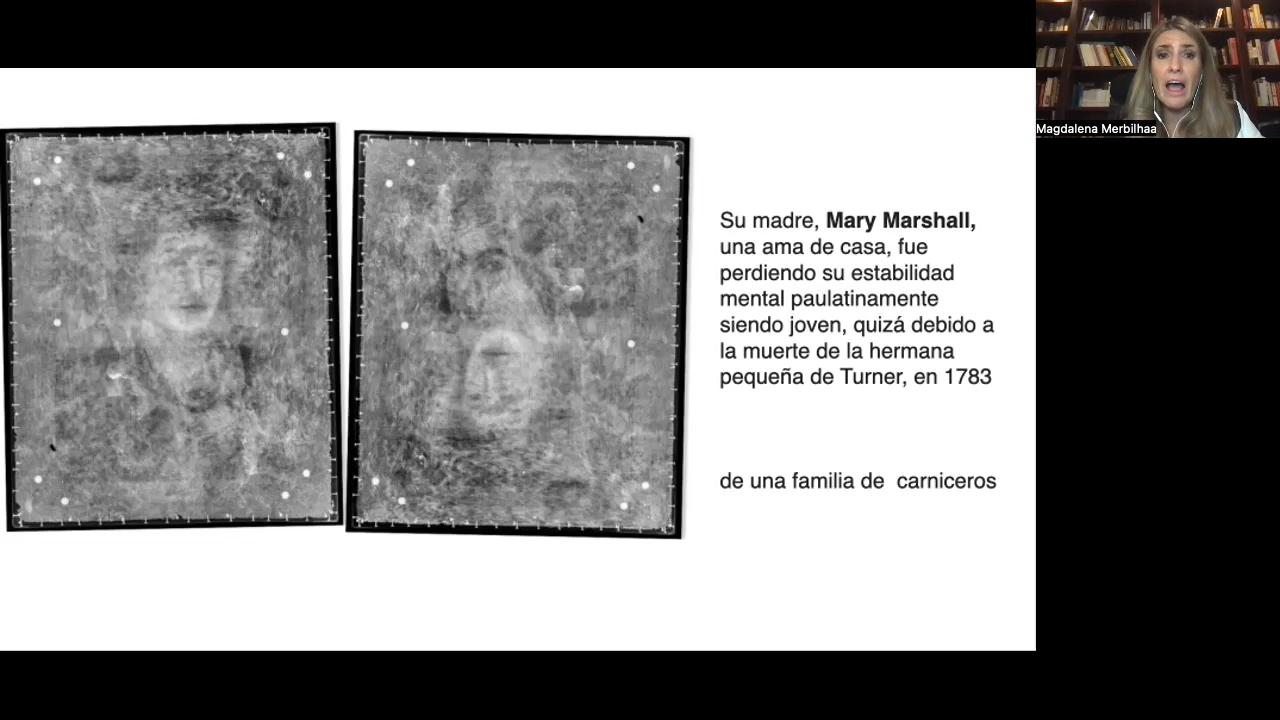 Magdalena Merbilhaa
Su madre, Mary Marshall,
una ama de casa, fue
perdiendo su estabilidad
mental paulatinamente
siendo joven, quizá debido a
la muerte de la hermana
pequeña de Turner, en 1783
de una familia de  carniceros